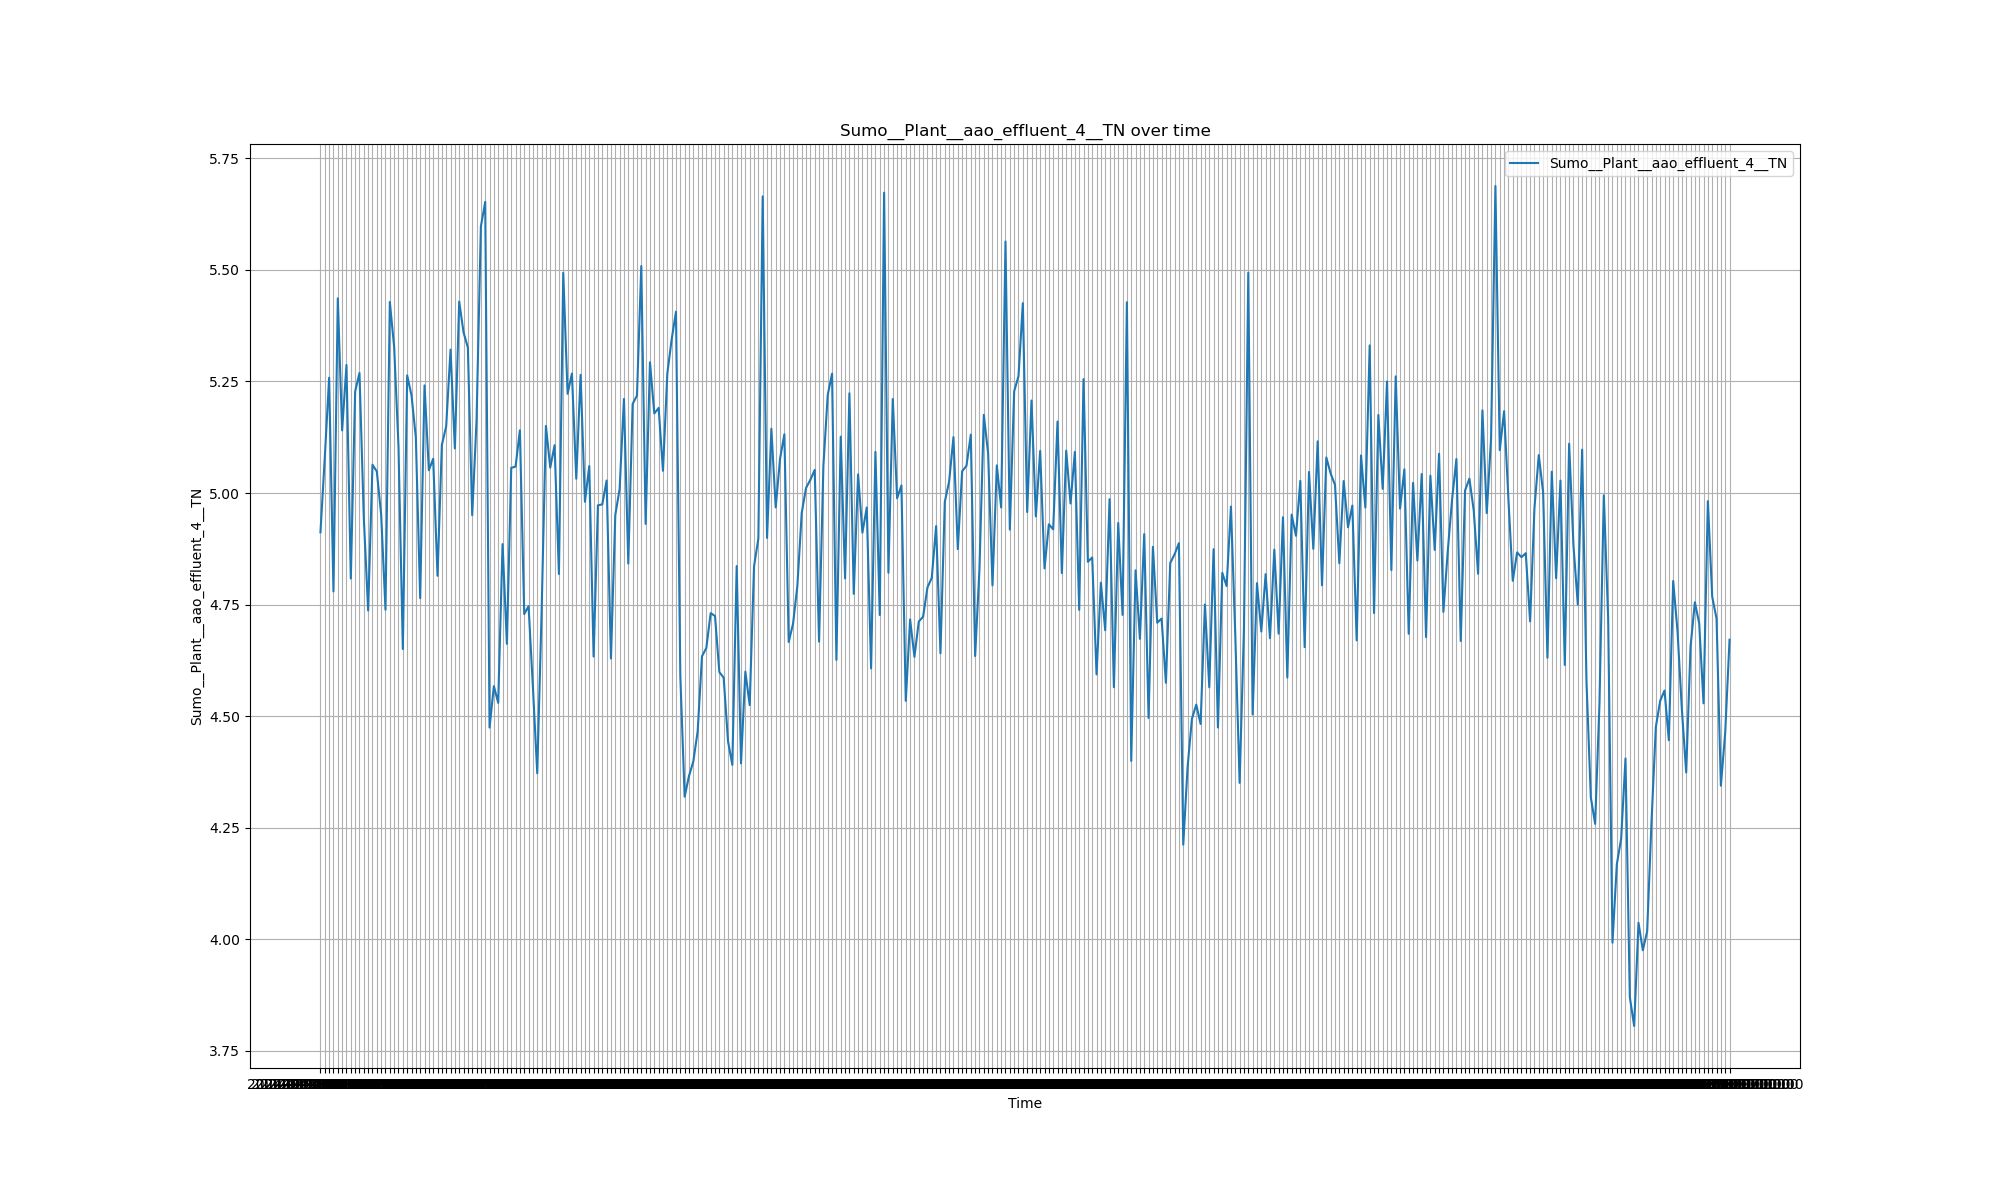 Sumo__Plant__aao_effluent_4__TN over time
Sumo__Plant__aao_effluent_4__TN
5.75
5.50
5.25
5.00
4.75
4.50
4.25
4.00
3.75
Sumo__Plant__aao_effluent_4__TN
Time